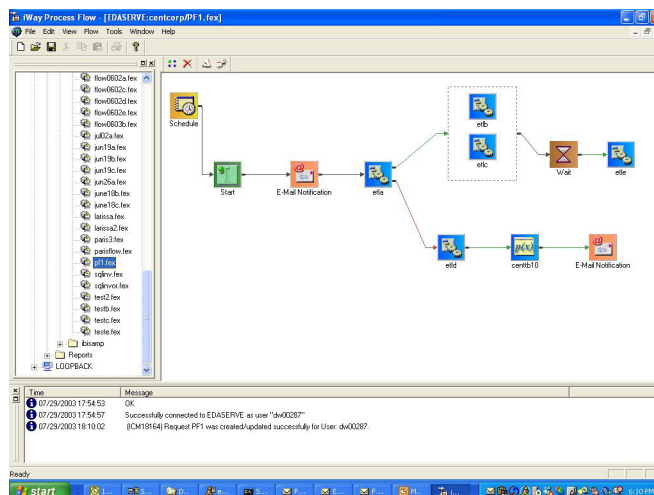 iWay Process Flow - [EDASERVE:centcorp/PF1.fex]
File Edit View Flow Tools Window Help
flow0602a.fex
flow0602c.fex
flow0602d.fex
flow0602e.fex
flow0603b.fex
jul02a.fex
jun19a.fex
jun19b.fex
jun19c.fex
jun26a.fex
june18b.fex
june18c.fex
larissa.fex
larissa2.fex
paris3.fex
parisflow.fex
pf1.fex
sqlinv.fex
sqlinvor.fex
test2.fex
testb.fex
testc.fex
teste.fex
ibisamp
Reports
LOOPBACK
Schedule
Start
E-Mail Notification
etla
etlb
etlc
Wait
etle
etld
p(x)
centtb10
E-Mail Notification
Time Message
07/29/2003 17:54:53 OK
07/29/2003 17:54:57 Successfully connected to EDASERVE as user "dw00287"
07/29/2003 18:10:02 (ICM18164) Request PF1 was created/updated successfully for User: dw00287.
Ready
start I... S... D... e... S... F... E... F... M... 6:10 PM